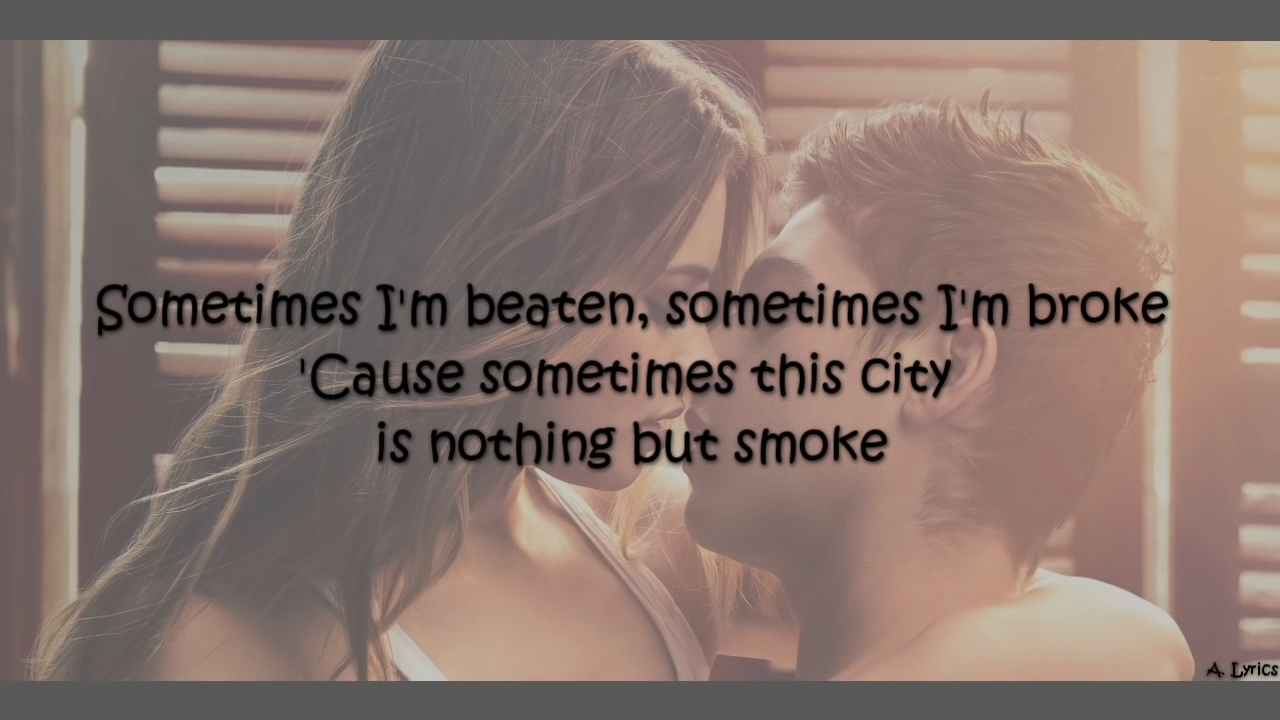 Sometimes I'm beaten, sometimes I'm broke
'Cause sometimes this city
is nothing but smoke
A. Lyrics